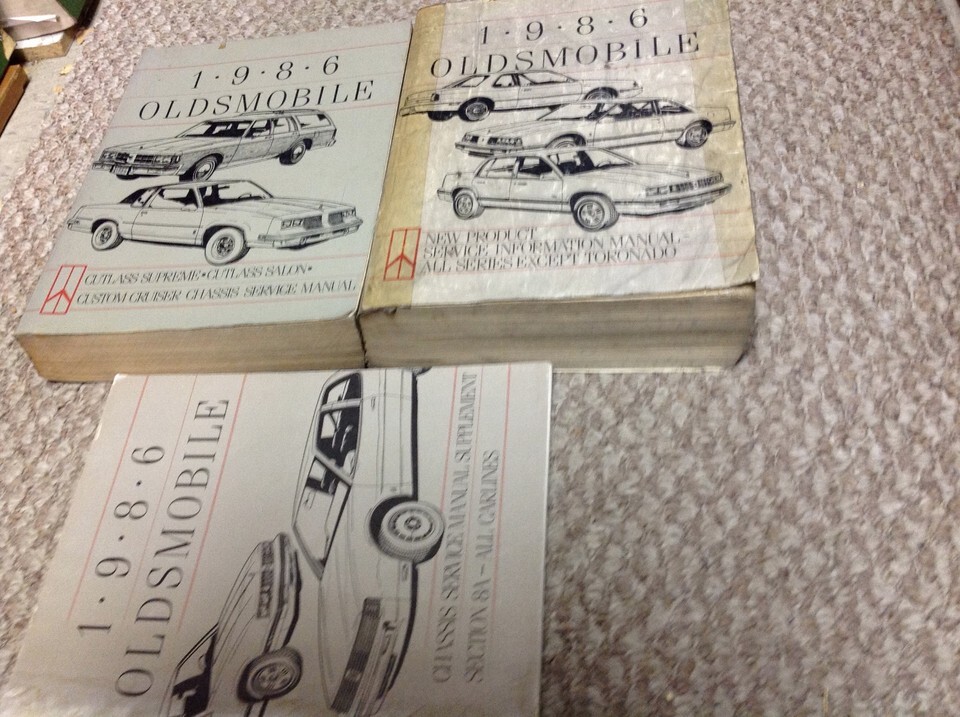 1·9·8·6
OLDSMOBILE
CUTLASS SUPREME•CUTLASS SALON•
CUSTOM CRUISER CHASSIS SERVICE MANUAL
1·9·8·6
OLDSMOBILE
NEW PRODUCT
SERVICE INFORMATION MANUAL-
ALL SERIES EXCEPT TORONADO
1·9·8·6
OLDSMOBILE
CHASSIS SERVICE MANUAL SUPPLEMENT
SECTION 8A - ALL CARLINES